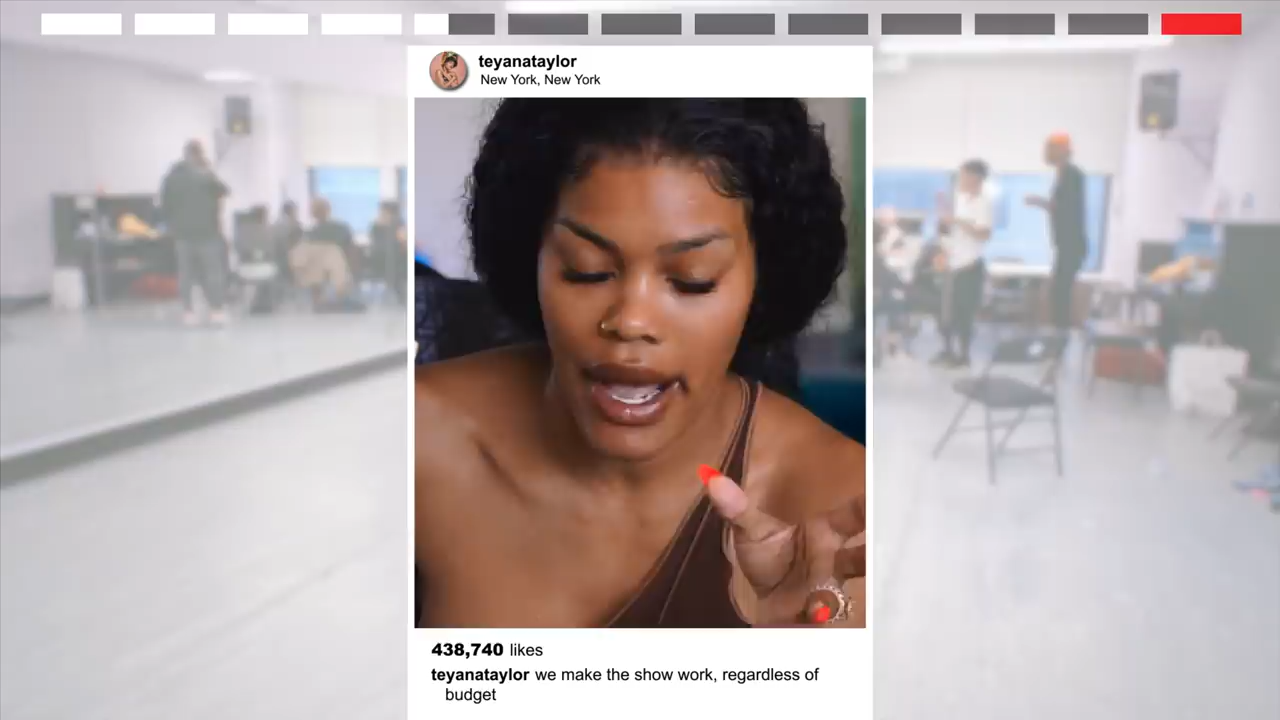 teyanataylor
New York, New York
438,740 likes
teyanataylor we make the show work, regardless of
budget